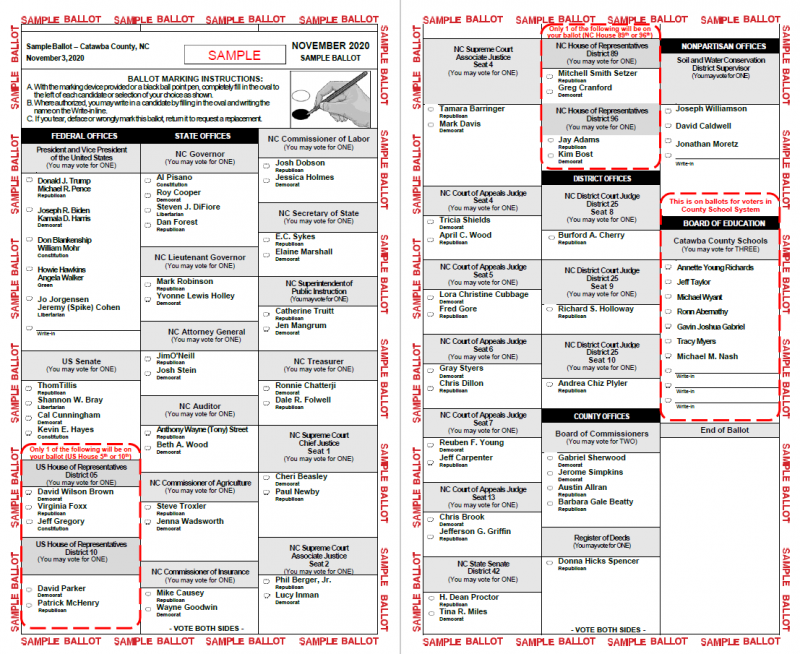 SAMPLE BALLOT SAMPLE BALLOT SAMPLE BALLOT SAMPLE BALLOT
Sample Ballot – Catawba County, NC
November 3, 2020
SAMPLE
NOVEMBER 2020
SAMPLE BALLOT
BALLOT MARKING INSTRUCTIONS:
A. With the marking device provided or a black ball point pen, completely fill in the oval to
the left of each candidate or selection of your choice as shown.
B. Where authorized, you may write in a candidate by filling in the oval and writing the
name on the Write-in line.
C. If you tear, deface or wrongly mark this ballot, return it to request a replacement.
FEDERAL OFFICES
President and Vice President
of the United States
(You may vote for ONE)
Donald J. Trump
Michael R. Pence
Republican
Joseph R. Biden
Kamala D. Harris
Democrat
Don Blankenship
William Mohr
Constitution
Howie Hawkins
Angela Walker
Green
Jo Jorgensen
Jeremy (Spike) Cohen
Libertarian
Write-in
US Senate
(You may vote for ONE)
Thom Tillis
Republican
Shannon W. Bray
Libertarian
Cal Cunningham
Democrat
Kevin E. Hayes
Constitution
Only 1 of the following will be on
your ballot (US House 5th or 10th)
US House of Representatives
District 05
(You may vote for ONE)
David Wilson Brown
Democrat
Virginia Foxx
Republican
Jeff Gregory
Constitution
US House of Representatives
District 10
(You may vote for ONE)
David Parker
Democrat
Patrick McHenry
Republican
STATE OFFICES
NC Governor
(You may vote for ONE)
Al Pisano
Constitution
Roy Cooper
Democrat
Steven J. DiFiore
Libertarian
Dan Forest
Republican
NC Lieutenant Governor
(You may vote for ONE)
Mark Robinson
Republican
Yvonne Lewis Holley
Democrat
NC Attorney General
(You may vote for ONE)
Jim O'Neill
Republican
Josh Stein
Democrat
NC Auditor
(You may vote for ONE)
Anthony Wayne (Tony) Street
Republican
Beth A. Wood
Democrat
NC Commissioner of Agriculture
(You may vote for ONE)
Steve Troxler
Republican
Jenna Wadsworth
Democrat
NC Commissioner of Insurance
(You may vote for ONE)
Mike Causey
Republican
Wayne Goodwin
Democrat
- VOTE BOTH SIDES -
NC Commissioner of Labor
(You may vote for ONE)
Josh Dobson
Republican
Jessica Holmes
Democrat
NC Secretary of State
(You may vote for ONE)
E.C. Sykes
Republican
Elaine Marshall
Democrat
NC Superintendent of
Public Instruction
(You may vote for ONE)
Catherine Truitt
Republican
Jen Mangrum
Democrat
NC Treasurer
(You may vote for ONE)
Ronnie Chatterji
Democrat
Dale R. Folwell
Republican
NC Supreme Court
Chief Justice
Seat 1
(You may vote for ONE)
Cheri Beasley
Democrat
Paul Newby
Republican
NC Supreme Court
Associate Justice
Seat 2
(You may vote for ONE)
Phil Berger, Jr.
Republican
Lucy Inman
Democrat
SAMPLE BALLOT SAMPLE BALLOT SAMPLE BALLOT SAMPLE BALLOT
SAMPLE BALLOT
SAMPLE BALLOT
SAMPLE BALLOT
SAMPLE BALLOT
SAMPLE BALLOT
SAMPLE BALLOT
SAMPLE BALLOT
SAMPLE BALLOT
SAMPLE BALLOT
SAMPLE BALLOT
SAMPLE BALLOT SAMPLE BALLOT SAMPLE BALLOT SAMPLE BALLOT
NC Supreme Court
Associate Justice
Seat 4
(You may vote for ONE)
Tamara Barringer
Republican
Mark Davis
Democrat
NC Court of Appeals Judge
Seat 4
(You may vote for ONE)
Tricia Shields
Democrat
April C. Wood
Republican
NC Court of Appeals Judge
Seat 5
(You may vote for ONE)
Lora Christine Cubbage
Democrat
Fred Gore
Republican
NC Court of Appeals Judge
Seat 6
(You may vote for ONE)
Gray Styers
Democrat
Chris Dillon
Republican
NC Court of Appeals Judge
Seat 7
(You may vote for ONE)
Reuben F. Young
Democrat
Jeff Carpenter
Republican
NC Court of Appeals Judge
Seat 13
(You may vote for ONE)
Chris Brook
Democrat
Jefferson G. Griffin
Republican
NC State Senate
District 42
(You may vote for ONE)
H. Dean Proctor
Republican
Tina R. Miles
Democrat
Only 1 of the following will be on
your ballot (NC House 89th or 96th)
NC House of Representatives
District 89
(You may vote for ONE)
Mitchell Smith Setzer
Republican
Greg Cranford
Democrat
NC House of Representatives
District 96
(You may vote for ONE)
Jay Adams
Republican
Kim Bost
Democrat
DISTRICT OFFICES
NC District Court Judge
District 25
Seat 8
(You may vote for ONE)
Burford A. Cherry
Republican
NC District Court Judge
District 25
Seat 9
(You may vote for ONE)
Richard S. Holloway
Republican
NC District Court Judge
District 25
Seat 10
(You may vote for ONE)
Andrea Chiz Plyler
Republican
COUNTY OFFICES
Board of Commissioners
(You may vote for TWO)
Gabriel Sherwood
Democrat
Jerome Simpkins
Democrat
Austin Allran
Republican
Barbara Gale Beatty
Republican
Register of Deeds
(You may vote for ONE)
Donna Hicks Spencer
Republican
- VOTE BOTH SIDES -
NONPARTISAN OFFICES
Soil and Water Conservation
District Supervisor
(You may vote for ONE)
Joseph Williamson
David Caldwell
Jonathan Moretz
Write-in
This is on ballots for voters in
County School System
BOARD OF EDUCATION
Catawba County Schools
(You may vote for THREE)
Annette Young Richards
Jeff Taylor
Michael Wyant
Ronn Abernathy
Gavin Joshua Gabriel
Tracy Myers
Michael M. Nash
Write-in
Write-in
Write-in
End of Ballot
SAMPLE BALLOT SAMPLE BALLOT SAMPLE BALLOT SAMPLE BALLOT
SAMPLE BALLOT
SAMPLE BALLOT
SAMPLE BALLOT
SAMPLE BALLOT
SAMPLE BALLOT
SAMPLE BALLOT
SAMPLE BALLOT
SAMPLE BALLOT
SAMPLE BALLOT
SAMPLE BALLOT